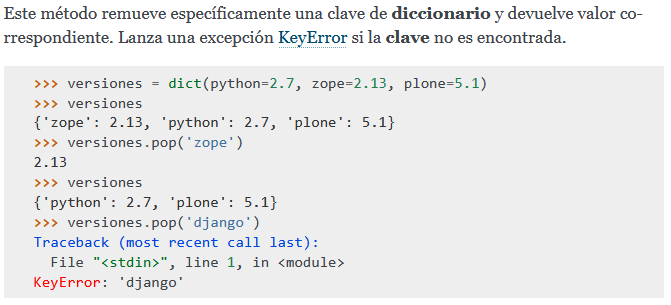 Este método remueve específicamente una clave de diccionario y devuelve valor co-
rrespondiente. Lanza una excepción KeyError si la clave no es encontrada.
>>> versiones = dict(python=2.7, zope=2.13, plone=5.1)
>>> versiones
{'zope': 2.13, 'python': 2.7, 'plone': 5.1}
>>> versiones.pop('zope')
2.13
>>> versiones
{'python': 2.7, 'plone': 5.1}
>>> versiones.pop('django')
Traceback (most recent call last):
  File "<stdin>", line 1, in <module>
KeyError: 'django'